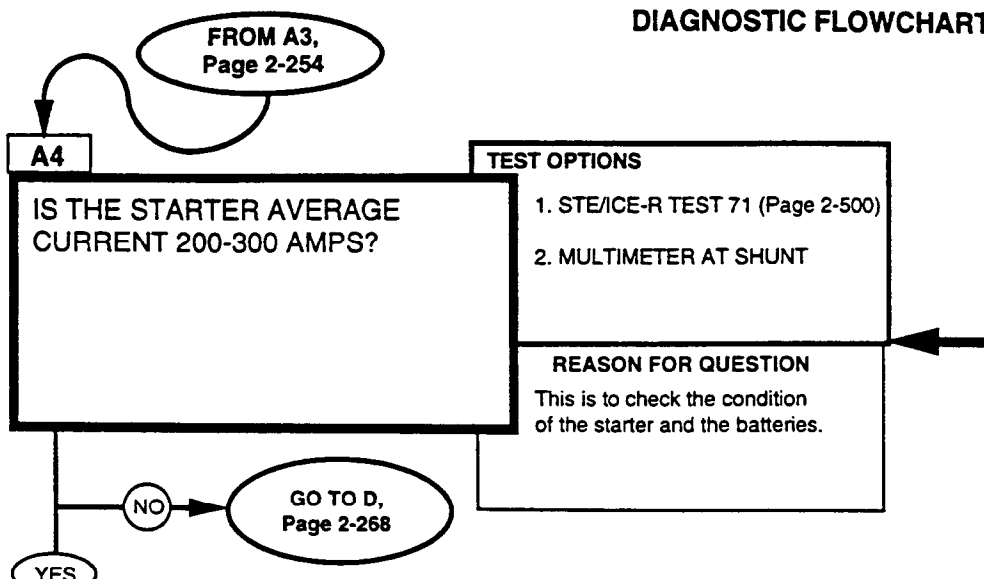 DIAGNOSTIC FLOWCHART
FROM A3,
Page 2-254
A4
IS THE STARTER AVERAGE
CURRENT 200-300 AMPS?
TEST OPTIONS
1. STE/ICE-R TEST 71 (Page 2-500)
2. MULTIMETER AT SHUNT
REASON FOR QUESTION
This is to check the condition
of the starter and the batteries.
NO
GO TO D,
Page 2-268
YES